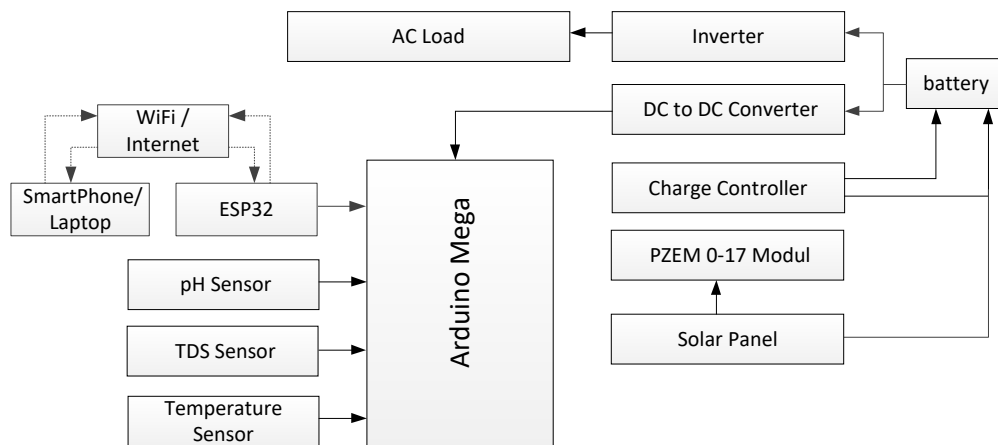 AC Load
Inverter
battery
WiFi /
Internet
DC to DC Converter
SmartPhone/
Laptop
ESP32
Charge Controller
Arduino Mega
PZEM 0-17 Modul
pH Sensor
Solar Panel
TDS Sensor
Temperature
Sensor